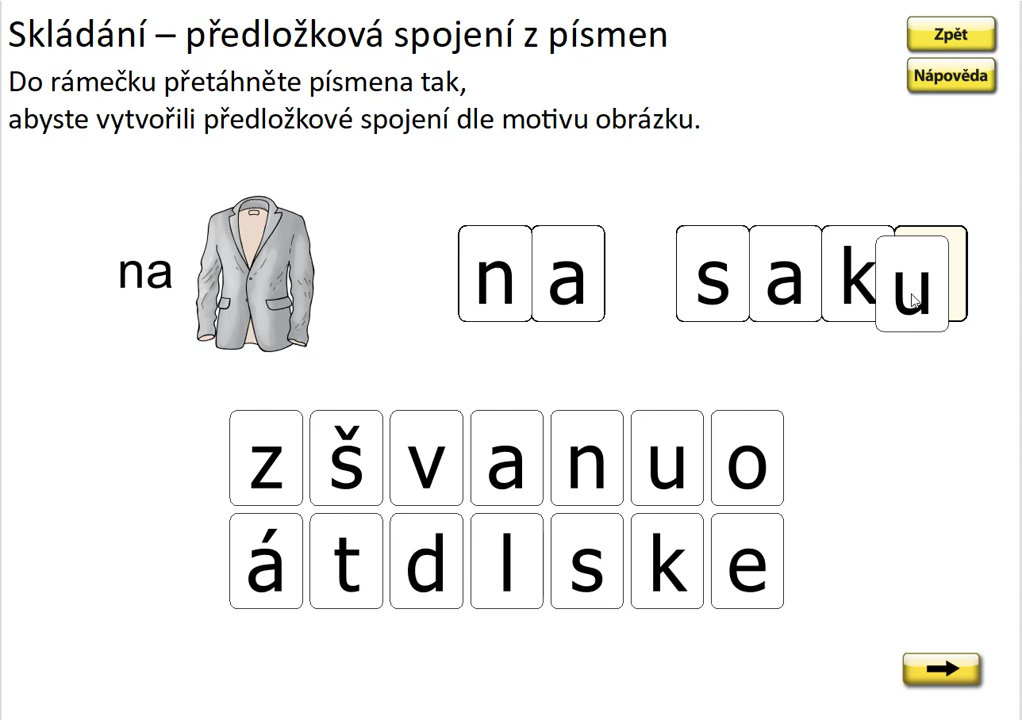 Skládání – předložková spojení z písmen
Zpět
Do rámečku přetáhněte písmena tak,
Nápověda
abyste vytvořili předložkové spojení dle motivu obrázku.
na
n a s a k u
z š v a n u o
á t d l s k e